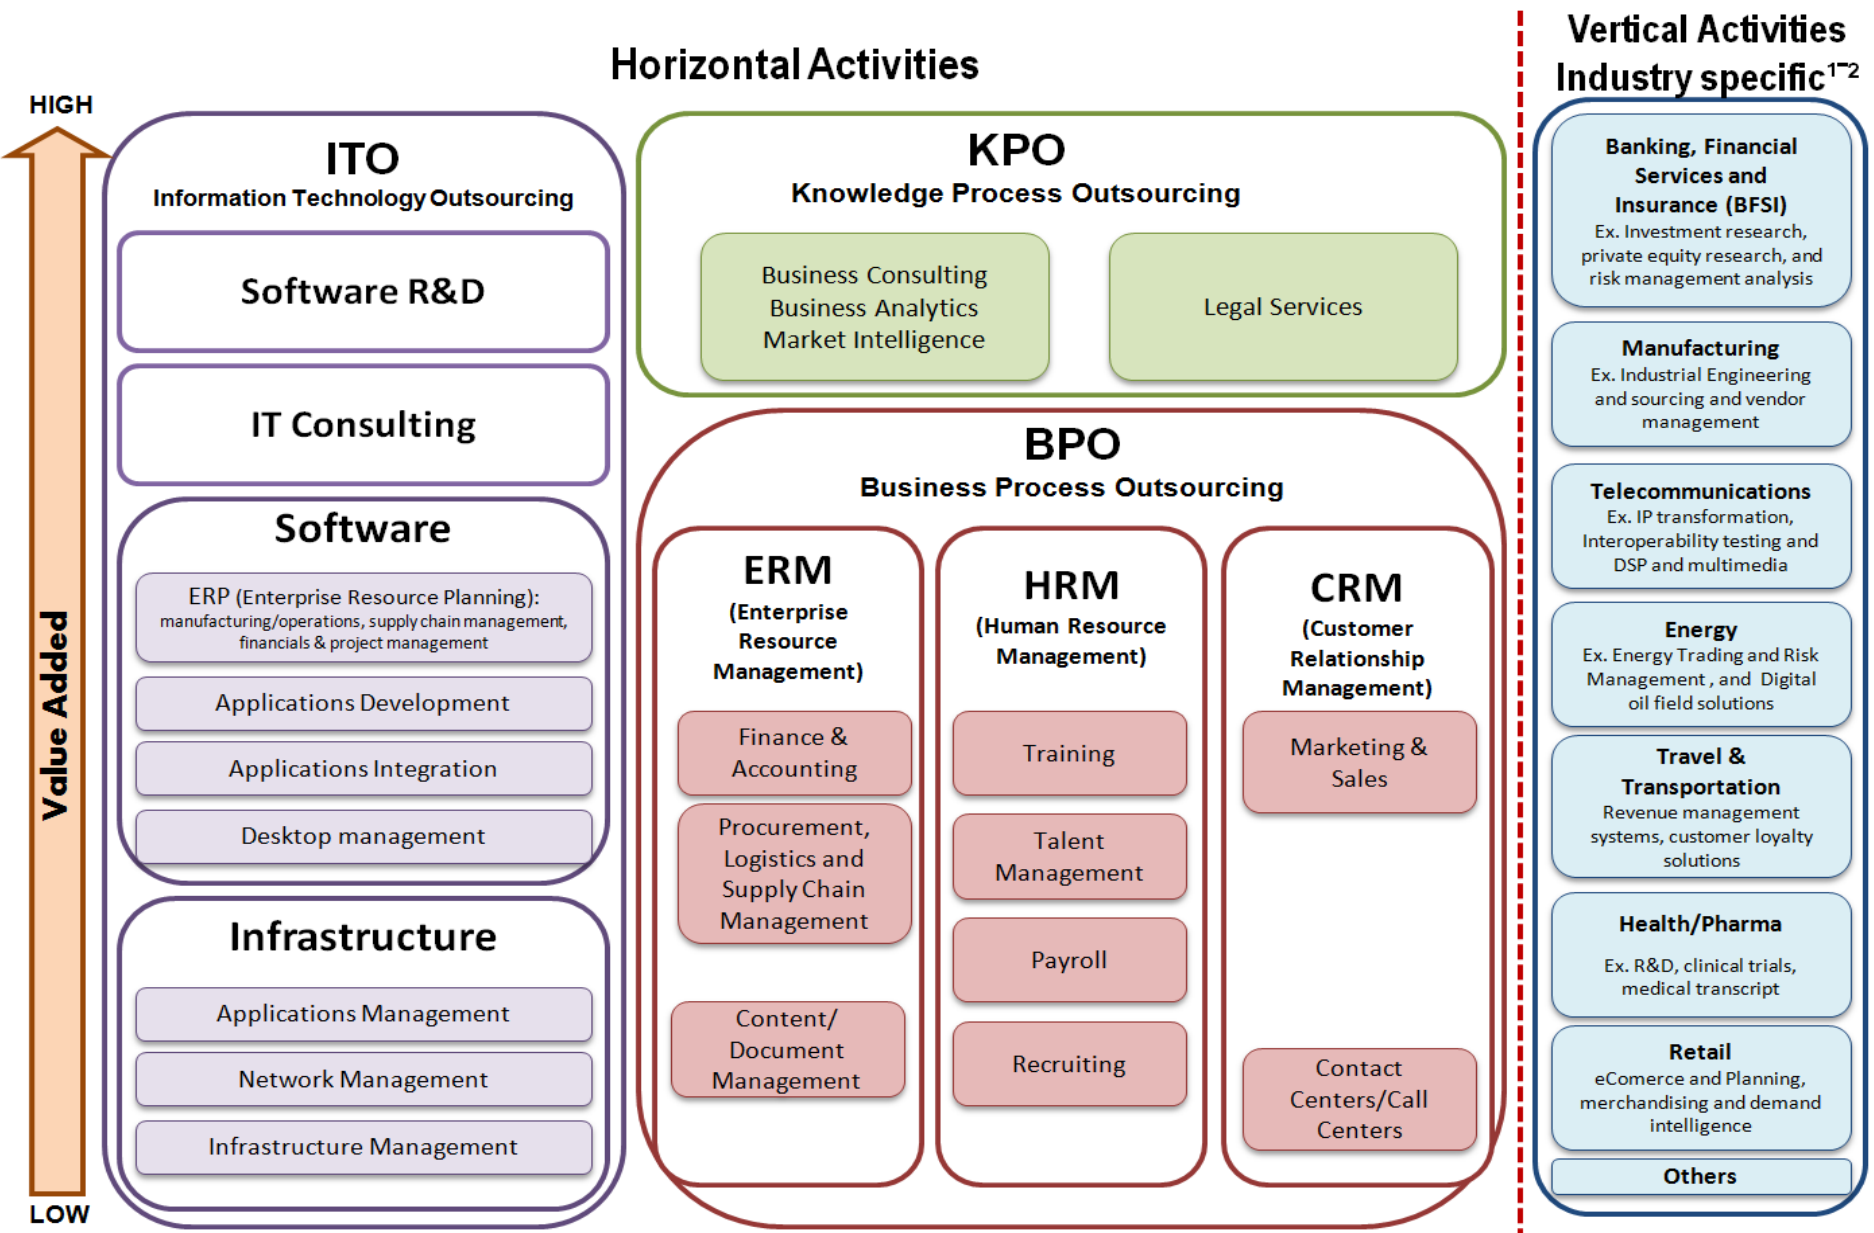 Horizontal Activities
Vertical Activities
Industry specific¹⁻²
HIGH
Value Added
LOW
ITO
Information Technology Outsourcing
Software R&D
IT Consulting
Software
ERP (Enterprise Resource Planning):
manufacturing/operations, supply chain management,
financials & project management
Applications Development
Applications Integration
Desktop management
Infrastructure
Applications Management
Network Management
Infrastructure Management
KPO
Knowledge Process Outsourcing
Business Consulting
Business Analytics
Market Intelligence
Legal Services
BPO
Business Process Outsourcing
ERM
(Enterprise
Resource
Management)
Finance &
Accounting
Procurement,
Logistics and
Supply Chain
Management
Content/
Document
Management
HRM
(Human Resource
Management)
Training
Talent
Management
Payroll
Recruiting
CRM
(Customer
Relationship
Management)
Marketing &
Sales
Contact
Centers/Call
Centers
Banking, Financial
Services and
Insurance (BFSI)
Ex. Investment research,
private equity research, and
risk management analysis
Manufacturing
Ex. Industrial Engineering
and sourcing and vendor
management
Telecommunications
Ex. IP transformation,
Interoperability testing and
DSP and multimedia
Energy
Ex. Energy Trading and Risk
Management , and Digital
oil field solutions
Travel &
Transportation
Revenue management
systems, customer loyalty
solutions
Health/Pharma
Ex. R&D, clinical trials,
medical transcript
Retail
eComerce and Planning,
merchandising and demand
intelligence
Others